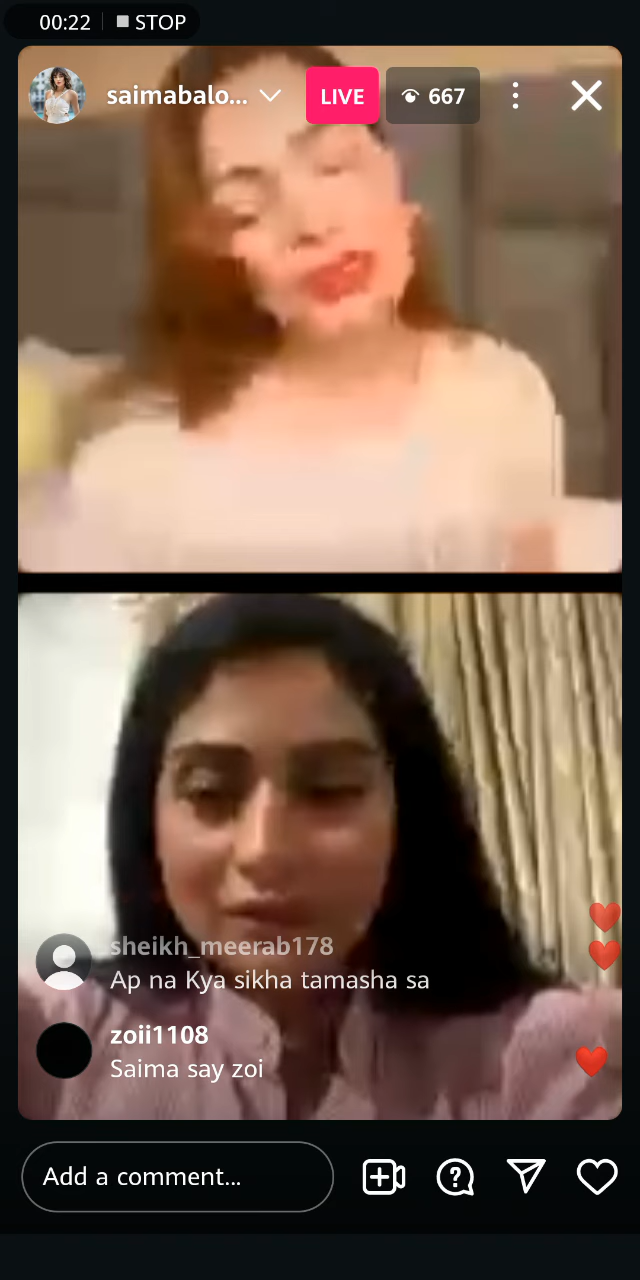 00:22 STOP
saimabalo... LIVE 667
sheikh_meerab178
Ap na Kya sikha tamasha sa
zoii1108
Saima say zoi
Add a comment...